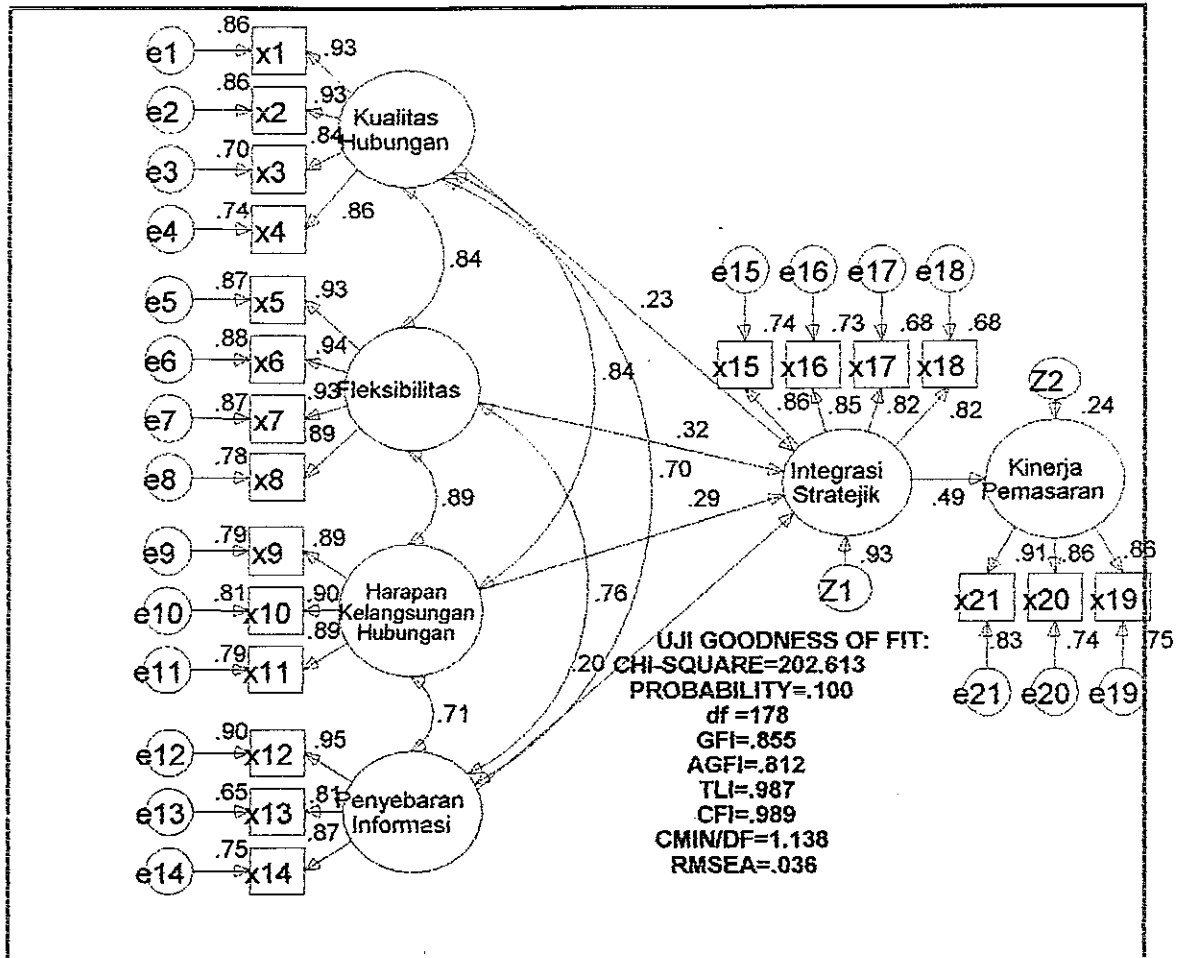 .86
e1
x1
.93
.86
e2
x2
.93
Kualitas
Hubungan
.70
e3
x3
.84
.74
e4
x4
.86
.84
.87
e5
x5
.93
.88
e6
x6
.94
Fleksibilitas
.87
e7
x7
.93
.78
e8
x8
.89
.89
.79
e9
x9
.89
.81
e10
x10
.90
Harapan
Kelangsungan
Hubungan
.79
e11
x11
.89
.71
.90
e12
x12
.95
.65
e13
x13
.81
Penyebaran
Informasi
.75
e14
x14
.87
.23
.84
.32
.70
.29
.76
.20
e15
e16
e17
e18
.74
.73
.68
.68
x15
x16
x17
x18
.86
.85
.82
.82
Integrasi
Stratejik
.93
Z1
.49
Z2
.24
Kinerja
Pemasaran
.91
.86
.86
x21
x20
x19
.83
.74
.75
e21
e20
e19
UJI GOODNESS OF FIT:
CHI-SQUARE=202.613
PROBABILITY=.100
df =178
GFI=.855
AGFI=.812
TLI=.987
CFI=.989
CMIN/DF=1.138
RMSEA=.036